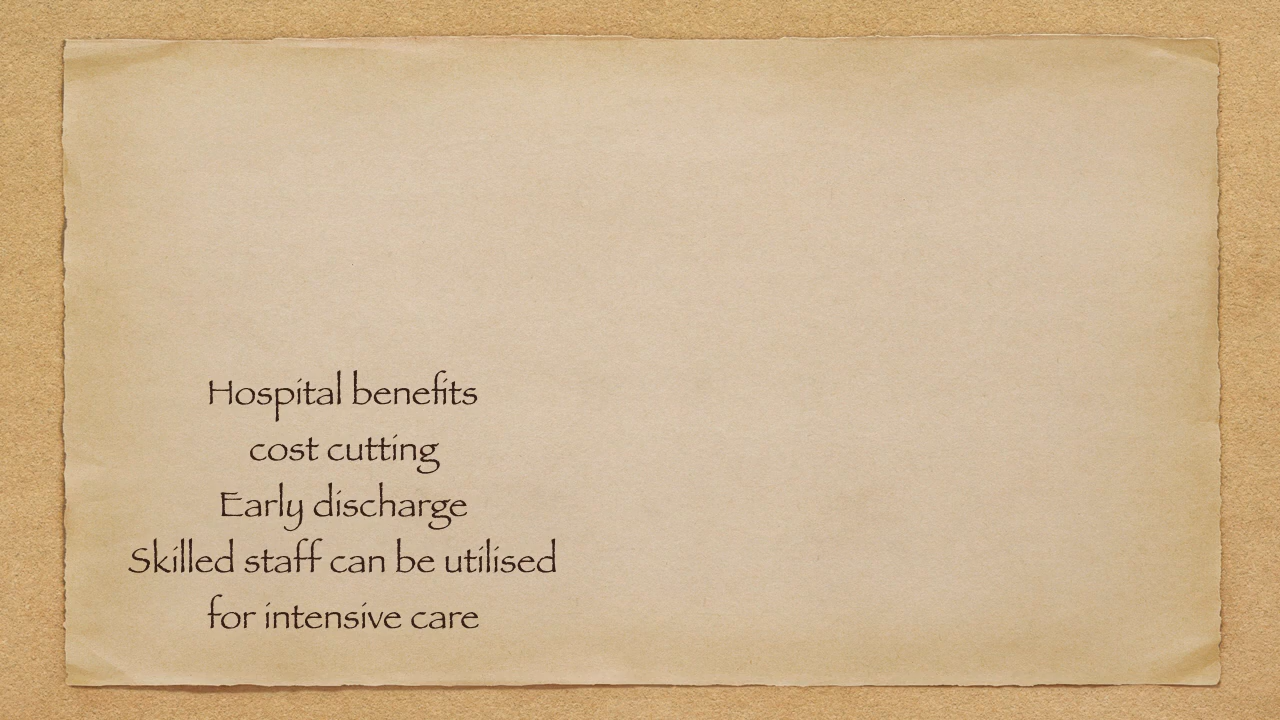 Hospital benefits
cost cutting
Early discharge
Skilled staff can be utilised
for intensive care